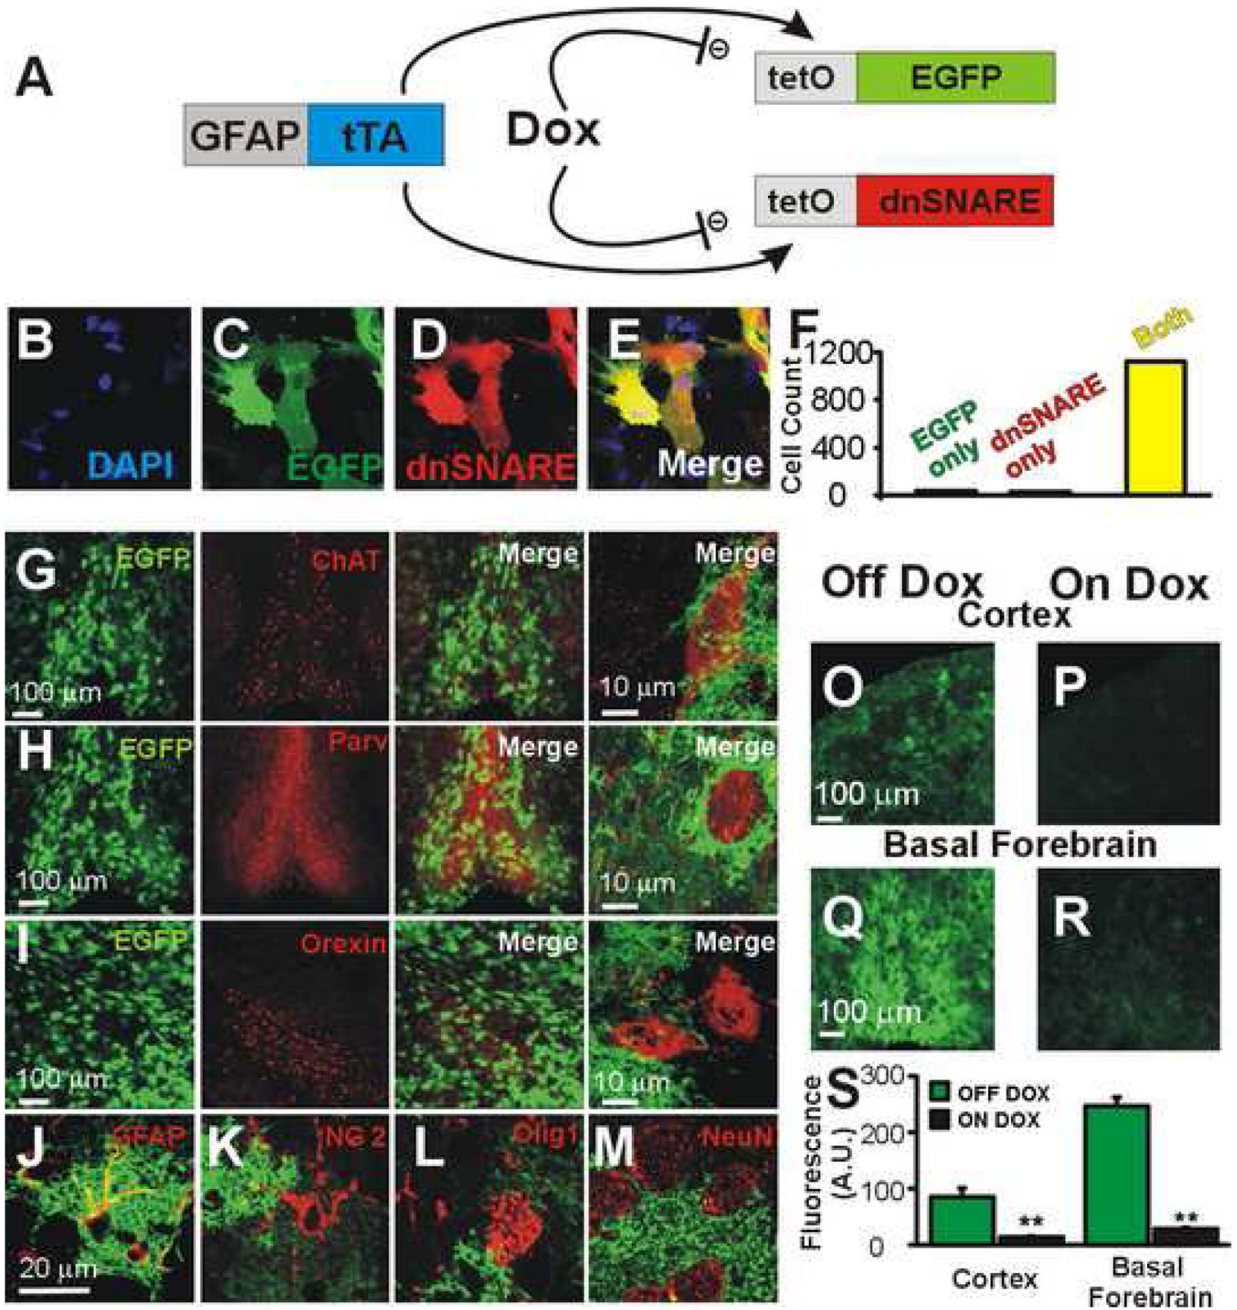 A
GFAP tTA
Dox
⊖
tetO EGFP
⊖
tetO dnSNARE
B
DAPI
C
EGFP
D
dnSNARE
E
Merge
F
Cell Count
1200
800
400
0
EGFP
only
dnSNARE
only
Both
G
EGFP
100 µm
ChAT
Merge
Merge
10 µm
H
EGFP
100 µm
Parv
Merge
Merge
10 µm
I
EGFP
100 µm
Orexin
Merge
Merge
10 µm
J
GFAP
20 µm
K
NG 2
L
Olig1
M
NeuN
Off Dox On Dox
Cortex
O
100 µm
P
Basal Forebrain
Q
100 µm
R
S
Fluorescence
(A.U.)
300
200
100
0
OFF DOX
ON DOX
**
**
Cortex
Basal
Forebrain